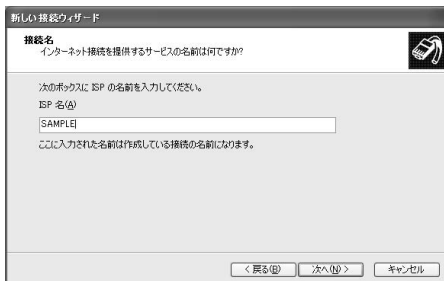 新しい接続ウィザード
接続名
インターネット接続を提供するサービスの名前は何ですか?
次のボックスに ISP の名前を入力してください。
ISP 名(A)
SAMPLE
ここに入力された名前は作成している接続の名前になります。
< 戻る(B) 次へ(N) > キャンセル